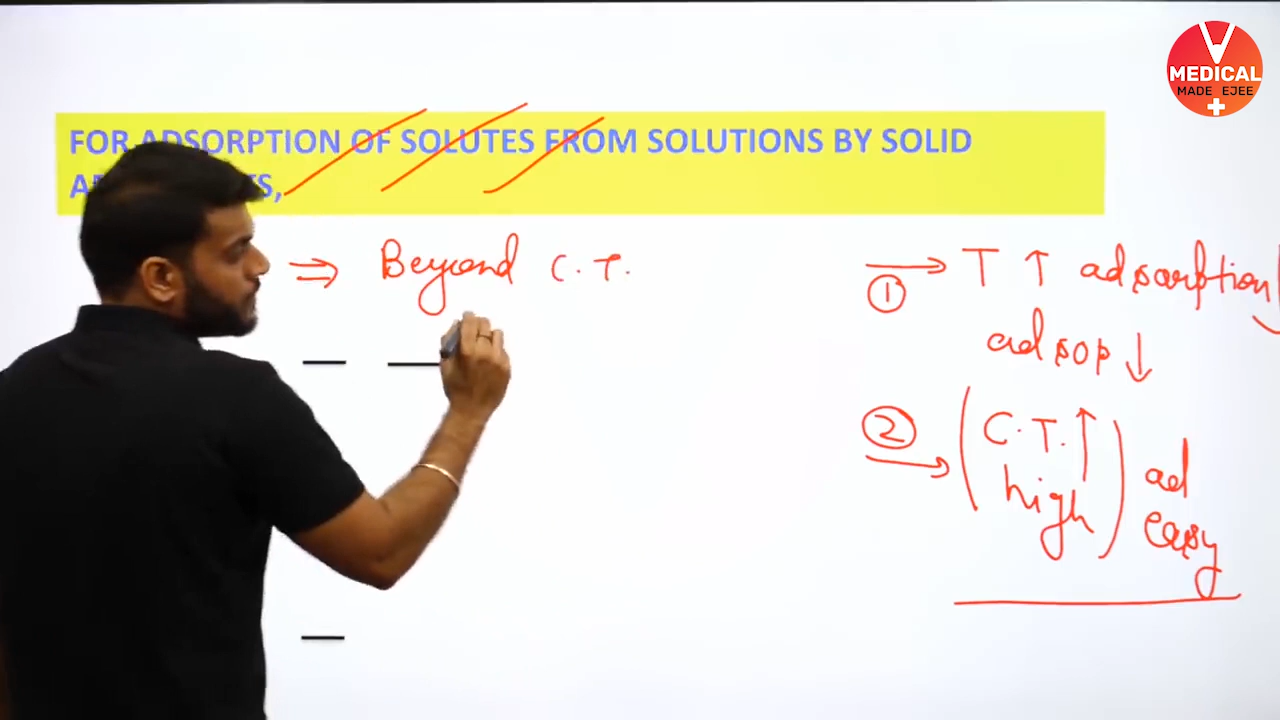 MEDICAL
MADE EJEE
FOR ADSORPTION OF SOLUTES FROM SOLUTIONS BY SOLID
⇒ Beyond C.T.
① → T ↑ adsorption
adsop ↓
② → (C.T. ↑
high) ad
easy